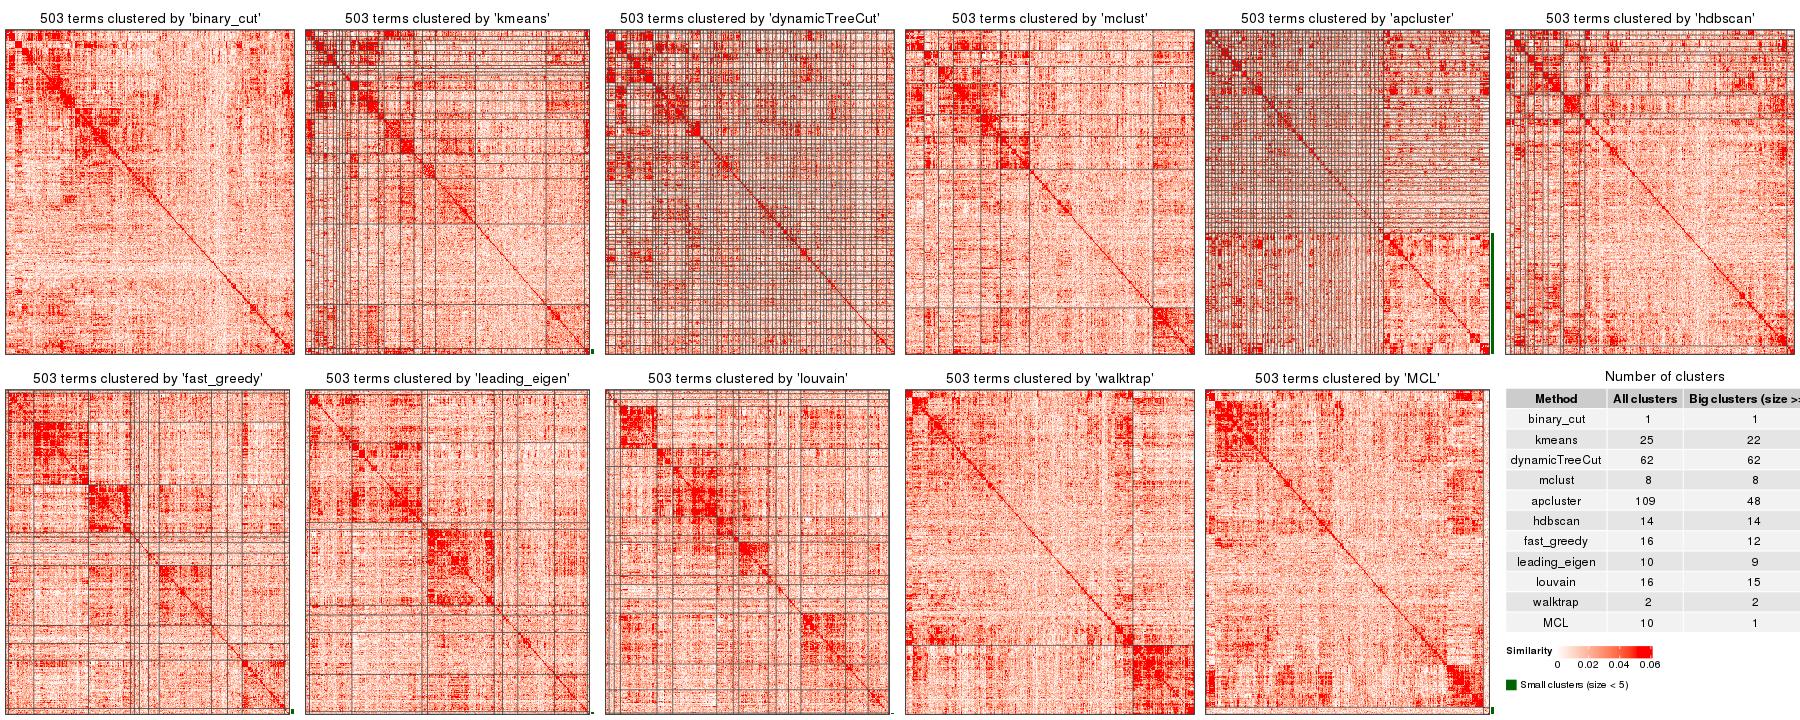 503 terms clustered by 'binary_cut'
503 terms clustered by 'kmeans'
503 terms clustered by 'dynamicTreeCut'
503 terms clustered by 'mclust'
503 terms clustered by 'apcluster'
503 terms clustered by 'hdbscan'
503 terms clustered by 'fast_greedy'
503 terms clustered by 'leading_eigen'
503 terms clustered by 'louvain'
503 terms clustered by 'walktrap'
503 terms clustered by 'MCL'
Number of clusters
Method All clusters Big clusters (size >=
binary_cut 1 1
kmeans 25 22
dynamicTreeCut 62 62
mclust 8 8
apcluster 109 48
hdbscan 14 14
fast_greedy 16 12
leading_eigen 10 9
louvain 16 15
walktrap 2 2
MCL 10 1
Similarity
0 0.02 0.04 0.06
Small clusters (size < 5)